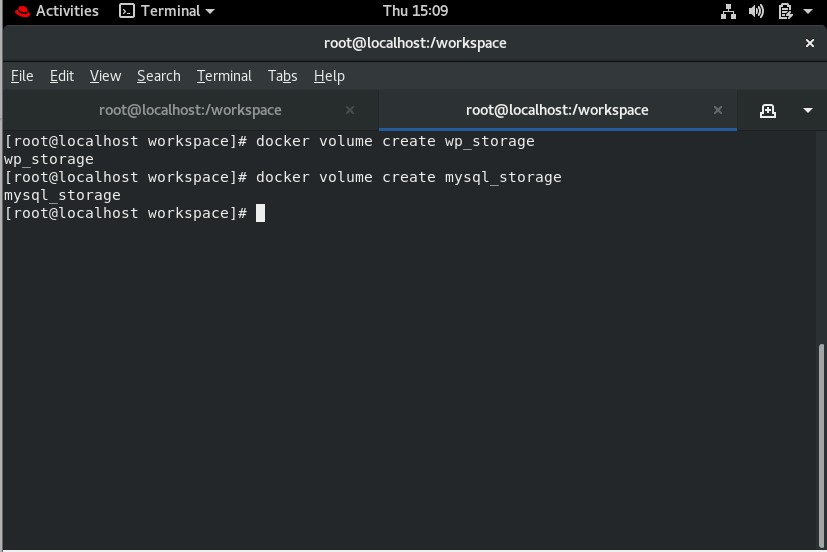 Activities Terminal Thu 15:09
root@localhost:/workspace
File Edit View Search Terminal Tabs Help
root@localhost:/workspace root@localhost:/workspace
[root@localhost workspace]# docker volume create wp_storage
wp_storage
[root@localhost workspace]# docker volume create mysql_storage
mysql_storage
[root@localhost workspace]#